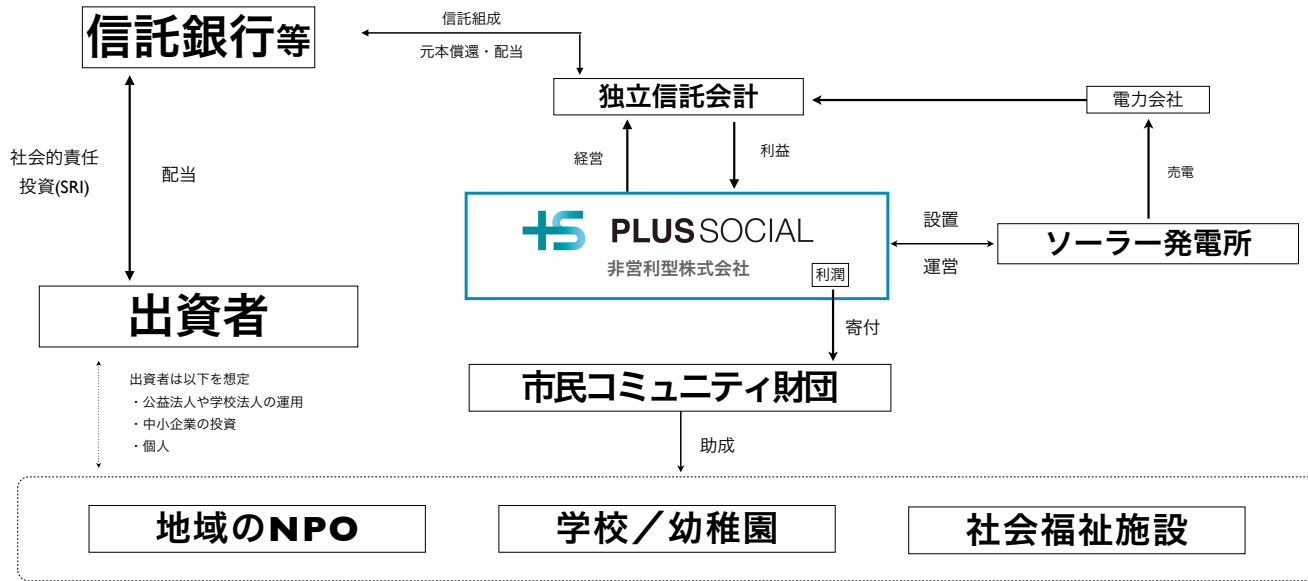 信託銀行等
信託組成
元本償還・配当
独立信託会計
電力会社
社会的責任
投資(SRI)
配当
経営
利益
売電
PLUS SOCIAL
非営利型株式会社
利潤
設置
運営
ソーラー発電所
出資者
寄付
出資者は以下を想定
・公益法人や学校法人の運用
・中小企業の投資
・個人
市民コミュニティ財団
助成
地域のNPO
学校／幼稚園
社会福祉施設